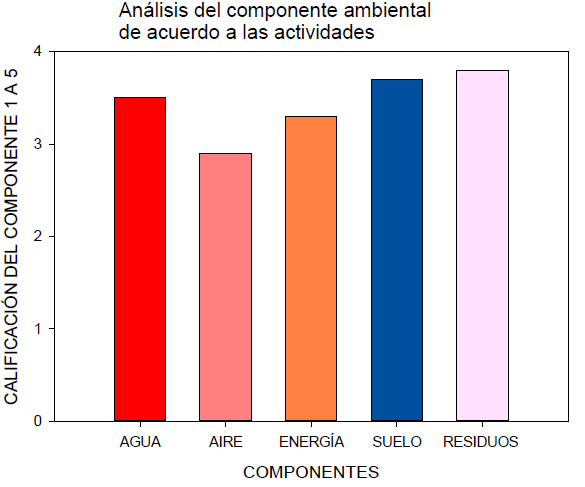 Análisis del componente ambiental
de acuerdo a las actividades
CALIFICACIÓN DEL COMPONENTE 1 A 5
4
3
2
1
0
AGUA AIRE ENERGÍA SUELO RESIDUOS
COMPONENTES